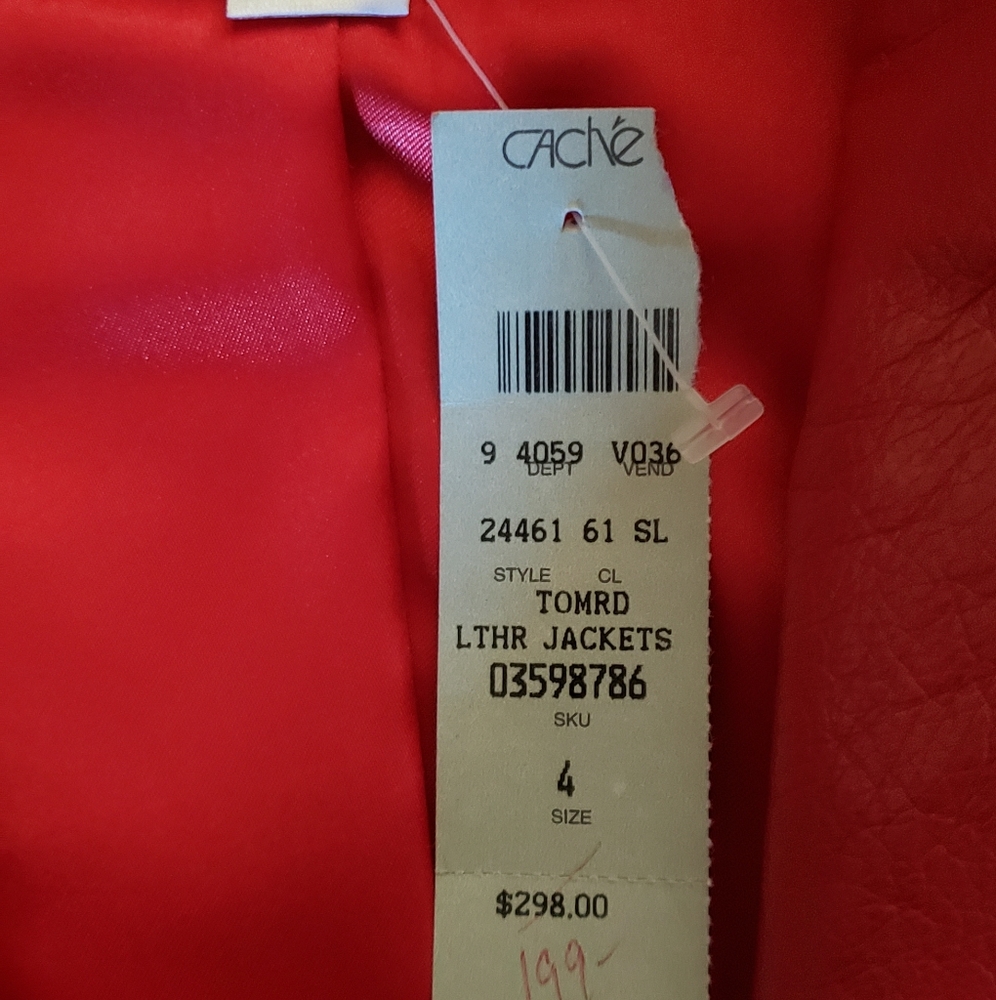 Caché
9 4059 V036
DEPT VEND
24461 61 SL
STYLE CL
TOMRD
LTHR JACKETS
03598786
SKU
4
SIZE
$298.00
199-